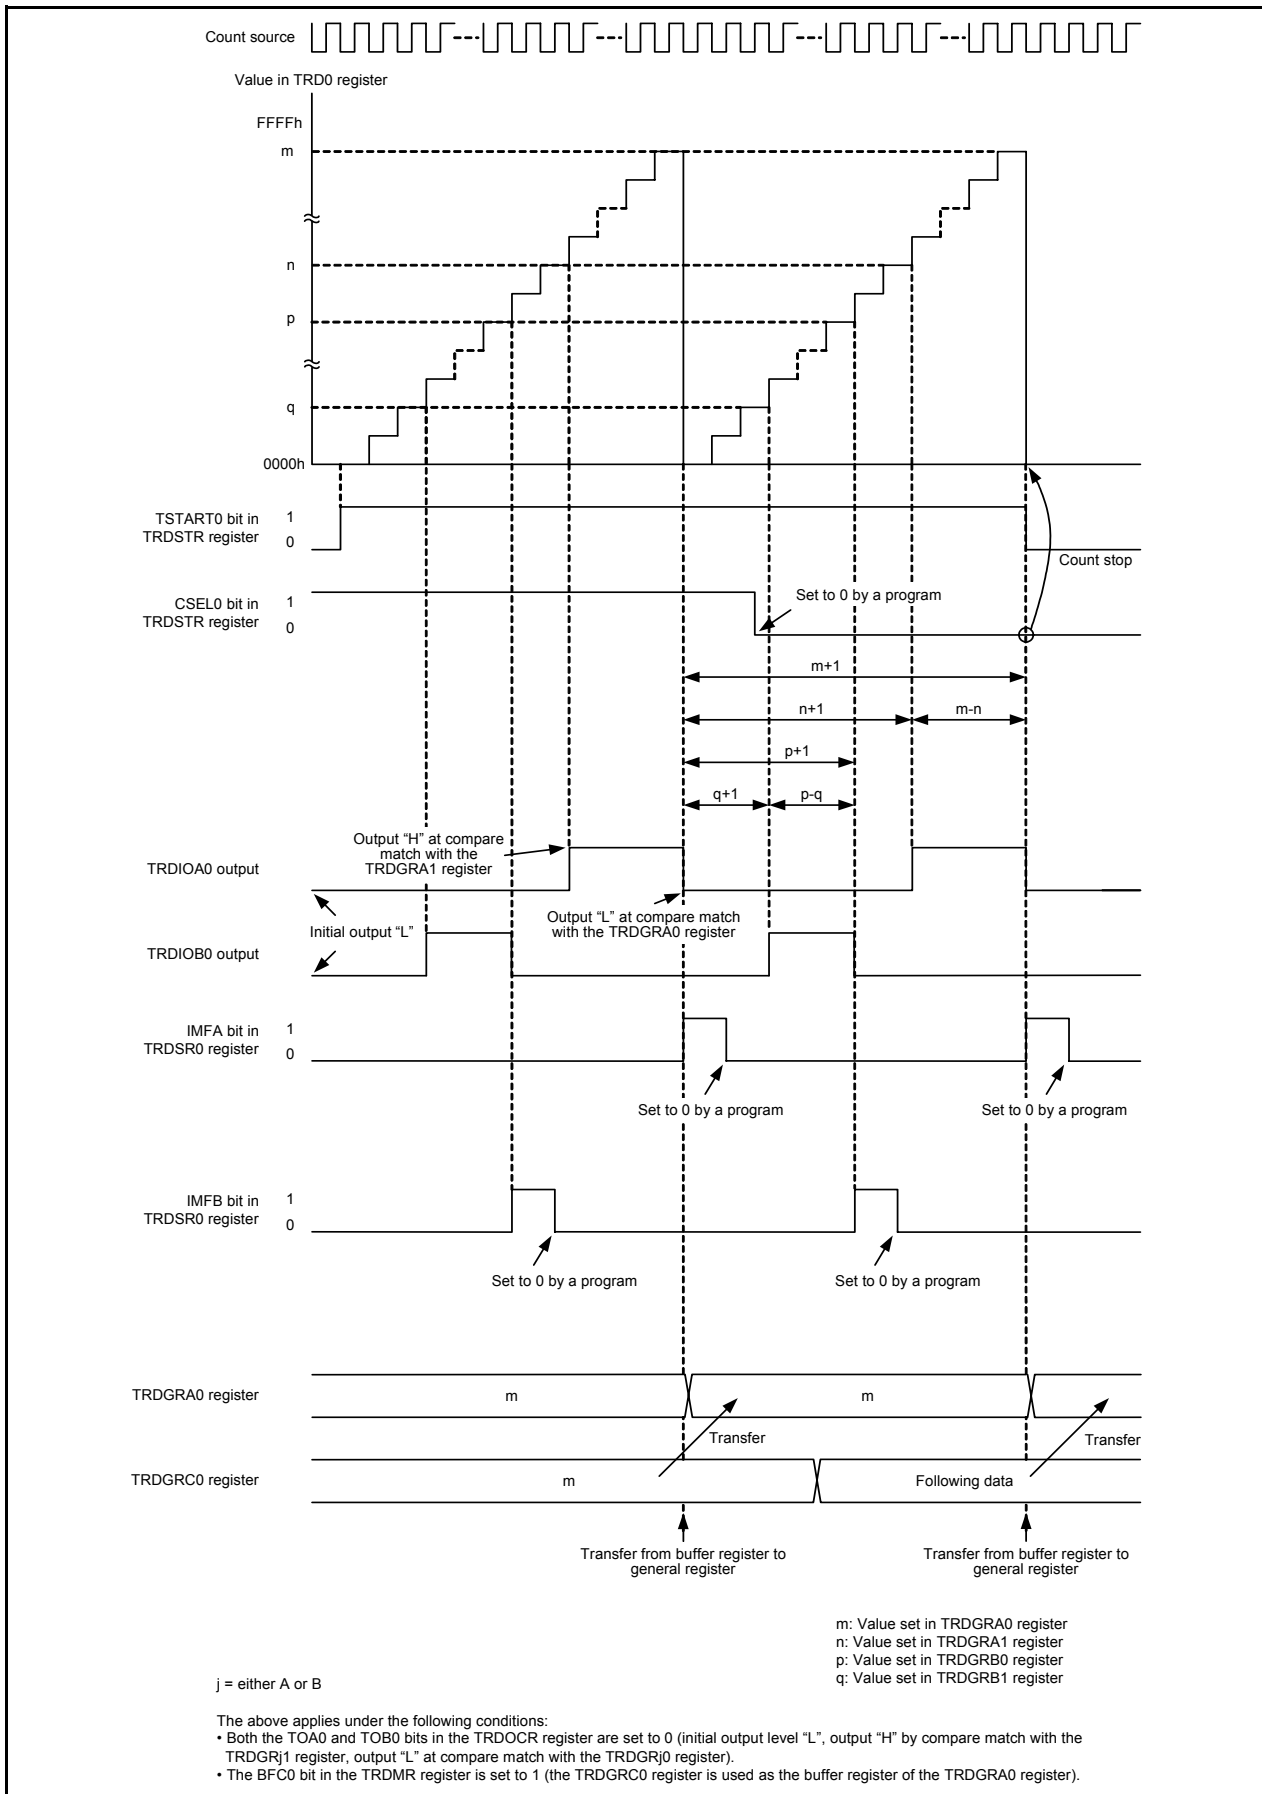 Count source
Value in TRD0 register
FFFFh
m
n
p
q
0000h
TSTART0 bit in
TRDSTR register
1
0
Count stop
CSEL0 bit in
TRDSTR register
1
0
Set to 0 by a program
m+1
n+1
m-n
p+1
q+1
p-q
Output “H” at compare
match with the
TRDGRA1 register
TRDIOA0 output
Output “L” at compare match
with the TRDGRA0 register
Initial output “L”
TRDIOB0 output
IMFA bit in
TRDSR0 register
1
0
Set to 0 by a program
Set to 0 by a program
IMFB bit in
TRDSR0 register
1
0
Set to 0 by a program
Set to 0 by a program
TRDGRA0 register
m
m
Transfer
Transfer
TRDGRC0 register
m
Following data
Transfer from buffer register to
general register
Transfer from buffer register to
general register
m: Value set in TRDGRA0 register
n: Value set in TRDGRA1 register
p: Value set in TRDGRB0 register
q: Value set in TRDGRB1 register
j = either A or B
The above applies under the following conditions:
• Both the TOA0 and TOB0 bits in the TRDOCR register are set to 0 (initial output level “L”, output “H” by compare match with the
TRDGRj1 register, output “L” at compare match with the TRDGRj0 register).
• The BFC0 bit in the TRDMR register is set to 1 (the TRDGRC0 register is used as the buffer register of the TRDGRA0 register).